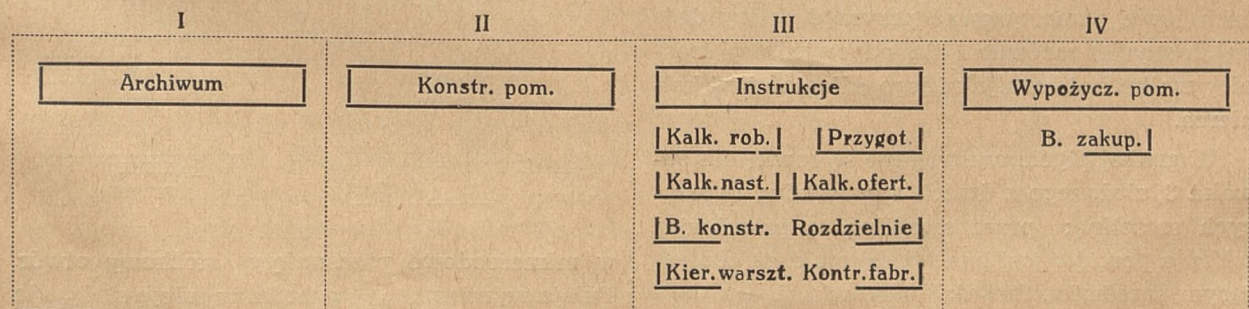 I II III IV
Archiwum Konstr. pom. Instrukcje Wypożycz. pom.
Kalk. rob. Przygot. B. zakup.
Kalk. nast. Kalk. ofert.
B. konstr. Rozdzielnie
Kier. warszt. Kontr. fabr.